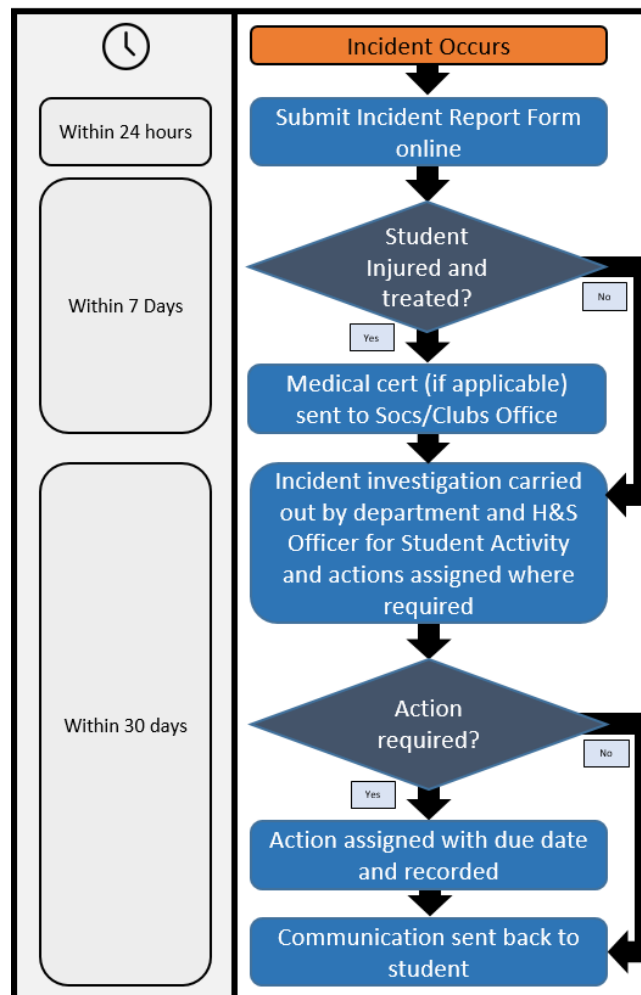 Incident Occurs
Within 24 hours
Submit Incident Report Form
online
Within 7 Days
Student
Injured and
treated?
No
Yes
Medical cert (if applicable)
sent to Socs/Clubs Office
Within 30 days
Incident investigation carried
out by department and H&S
Officer for Student Activity
and actions assigned where
required
Action
required?
No
Yes
Action assigned with due date
and recorded
Communication sent back to
student